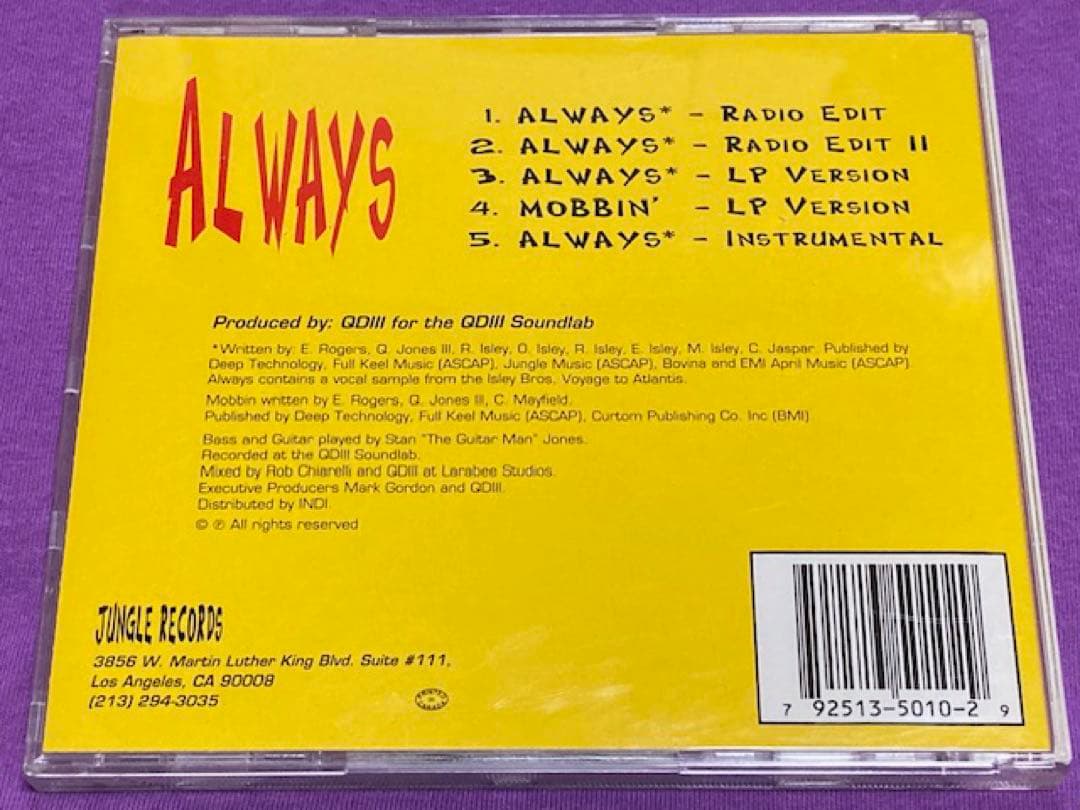 ALWAYS
1. ALWAYS* - RADIO EDIT
2. ALWAYS* - RADIO EDIT II
3. ALWAYS* - LP VERSION
4. MOBBIN' - LP VERSION
5. ALWAYS* - INSTRUMENTAL
Produced by: QDIII for the QDIII Soundlab
*Written by: E. Rogers, Q. Jones III, R. Isley, O. Isley, R. Isley, E. Isley, M. Isley, C. Jaspar. Published by
Deep Technology, Full Keel Music (ASCAP), Jungle Music (ASCAP), Bovina and EMI April Music (ASCAP).
Always contains a vocal sample from the Isley Bros. Voyage to Atlantis.
Mobbin written by E. Rogers, Q. Jones III, C. Mayfield.
Published by Deep Technology, Full Keel Music (ASCAP), Curtom Publishing Co. Inc (BMI)
Bass and Guitar played by Stan "The Guitar Man" Jones.
Recorded at the QDIII Soundlab.
Mixed by Rob Chiarelli and QDIII at Larabee Studios.
Executive Producers Mark Gordon and QDIII.
Distributed by INDI.
© ℗ All rights reserved
JUNGLE RECORDS
3856 W. Martin Luther King Blvd. Suite #111,
Los Angeles, CA 90008
(213) 294-3035
PRINTED IN CANADA
7 92513-5010-2 9